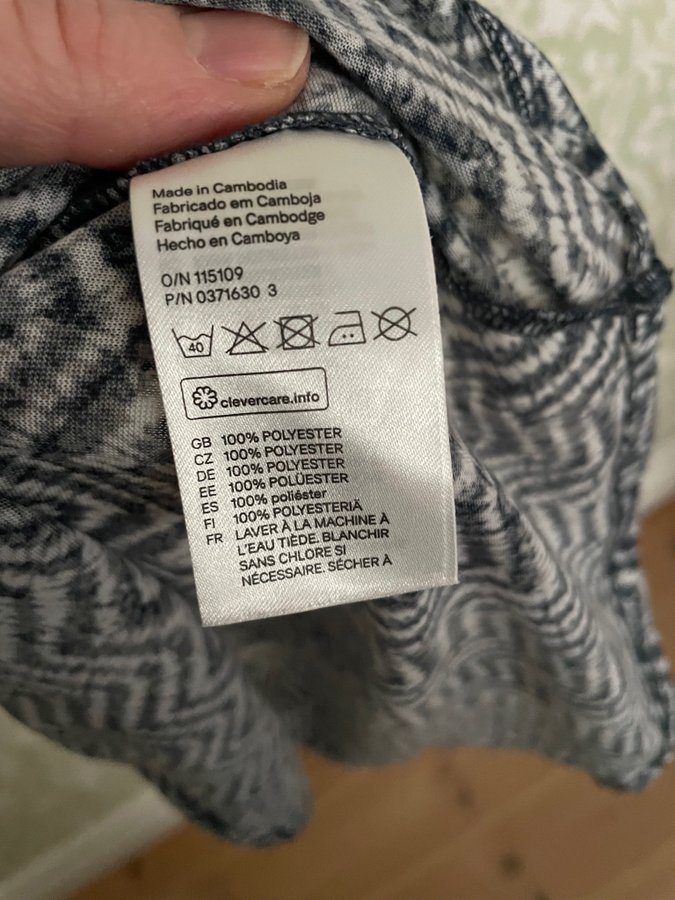 Made in Cambodia
Fabricado em Camboja
Fabriqué en Cambodge
Hecho en Camboya
O/N 115109
P/N 0371630 3
40
clevercare.info
GB 100% POLYESTER
CZ 100% POLYESTER
DE 100% POLYESTER
EE 100% POLÜESTER
ES 100% poliéster
FI 100% POLYESTERIÄ
FR LAVER À LA MACHINE À
L'EAU TIÈDE. BLANCHIR
SANS CHLORE SI
NÉCESSAIRE. SÉCHER À